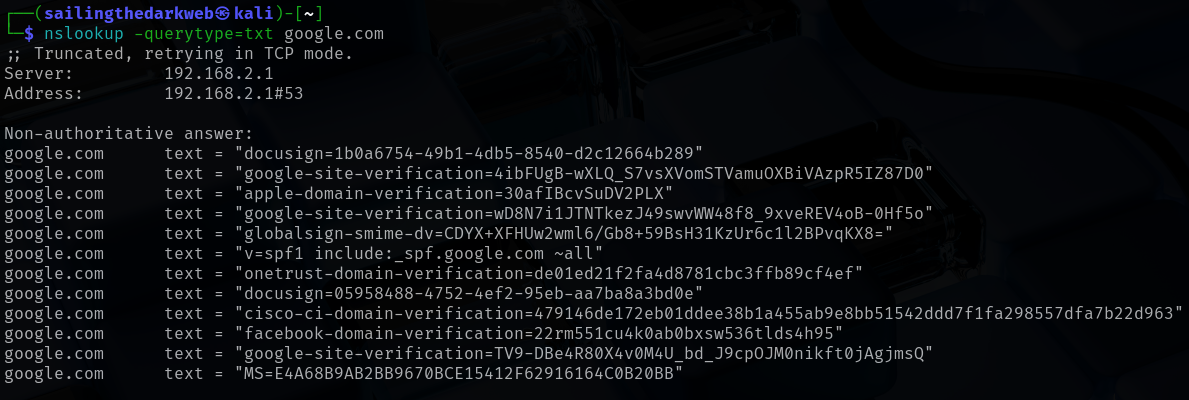 ┌──(sailingthedarkweb㉿kali)-[~]
└─$ nslookup -querytype=txt google.com
;; Truncated, retrying in TCP mode.
Server:         192.168.2.1
Address:        192.168.2.1#53

Non-authoritative answer:
google.com      text = "docusign=1b0a6754-49b1-4db5-8540-d2c12664b289"
google.com      text = "google-site-verification=4ibFUgB-wXLQ_S7vsXVomSTVamuOXBiVAzpR5IZ87D0"
google.com      text = "apple-domain-verification=30afIBcvSuDV2PLX"
google.com      text = "google-site-verification=wD8N7i1JTNTkezJ49swvWW48f8_9xveREV4oB-0Hf5o"
google.com      text = "globalsign-smime-dv=CDYX+XFHUw2wml6/Gb8+59BsH31KzUr6c1l2BPvqKX8="
google.com      text = "v=spf1 include:_spf.google.com ~all"
google.com      text = "onetrust-domain-verification=de01ed21f2fa4d8781cbc3ffb89cf4ef"
google.com      text = "docusign=05958488-4752-4ef2-95eb-aa7ba8a3bd0e"
google.com      text = "cisco-ci-domain-verification=479146de172eb01ddee38b1a455ab9e8bb51542ddd7f1fa298557dfa7b22d963"
google.com      text = "facebook-domain-verification=22rm551cu4k0ab0bxsw536tlds4h95"
google.com      text = "google-site-verification=TV9-DBe4R80X4v0M4U_bd_J9cpOJM0nikft0jAgjmsQ"
google.com      text = "MS=E4A68B9AB2BB9670BCE15412F62916164C0B20BB"